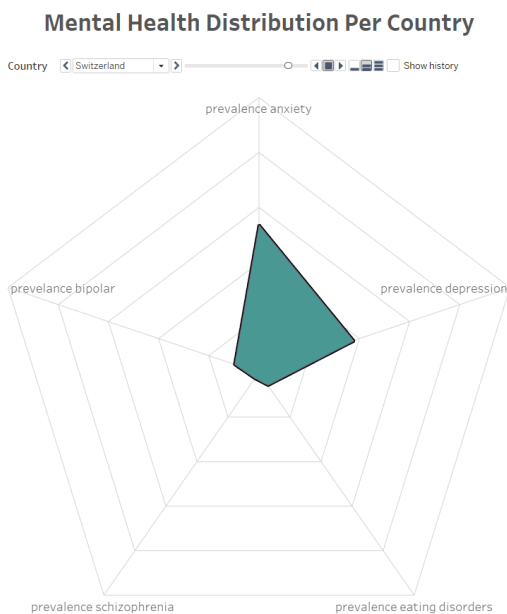 Mental Health Distribution Per Country
Country Switzerland Show history
prevalence anxiety
prevelance bipolar prevalence depression
prevalence schizophrenia prevalence eating disorders